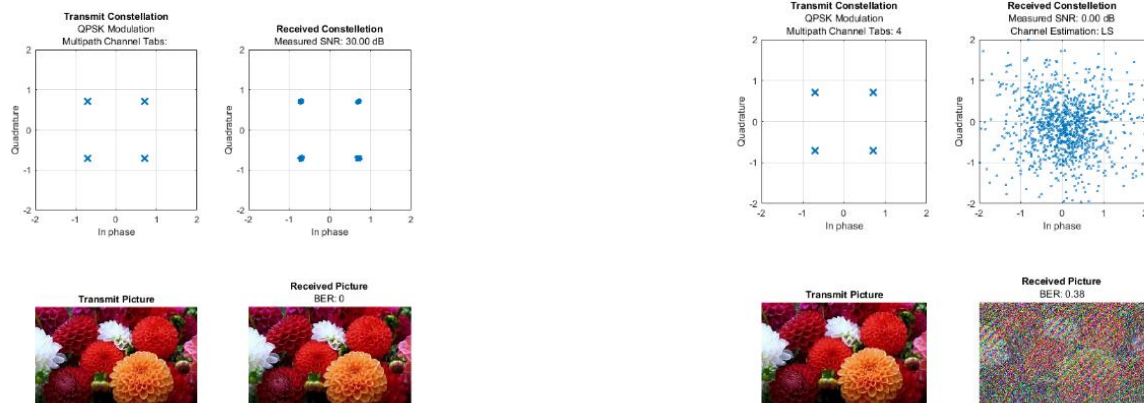 Transmit Constellation
QPSK Modulation
Multipath Channel Tabs:
2
1
0
-1
-2
Quadrature
-2 -1 0 1 2
In phase
Received Constelletion
Measured SNR: 30.00 dB
2
1
0
-1
-2
Quadrature
-2 -1 0 1 2
In phase
Transmit Picture
Received Picture
BER: 0
Transmit Constellation
QPSK Modulation
Multipath Channel Tabs: 4
2
1
0
-1
-2
Quadrature
-2 -1 0 1 2
In phase
Received Constelletion
Measured SNR: 0.00 dB
Channel Estimation: LS
2
1
0
-1
-2
Quadrature
-2 -1 0 1 2
In phase
Transmit Picture
Received Picture
BER: 0.38